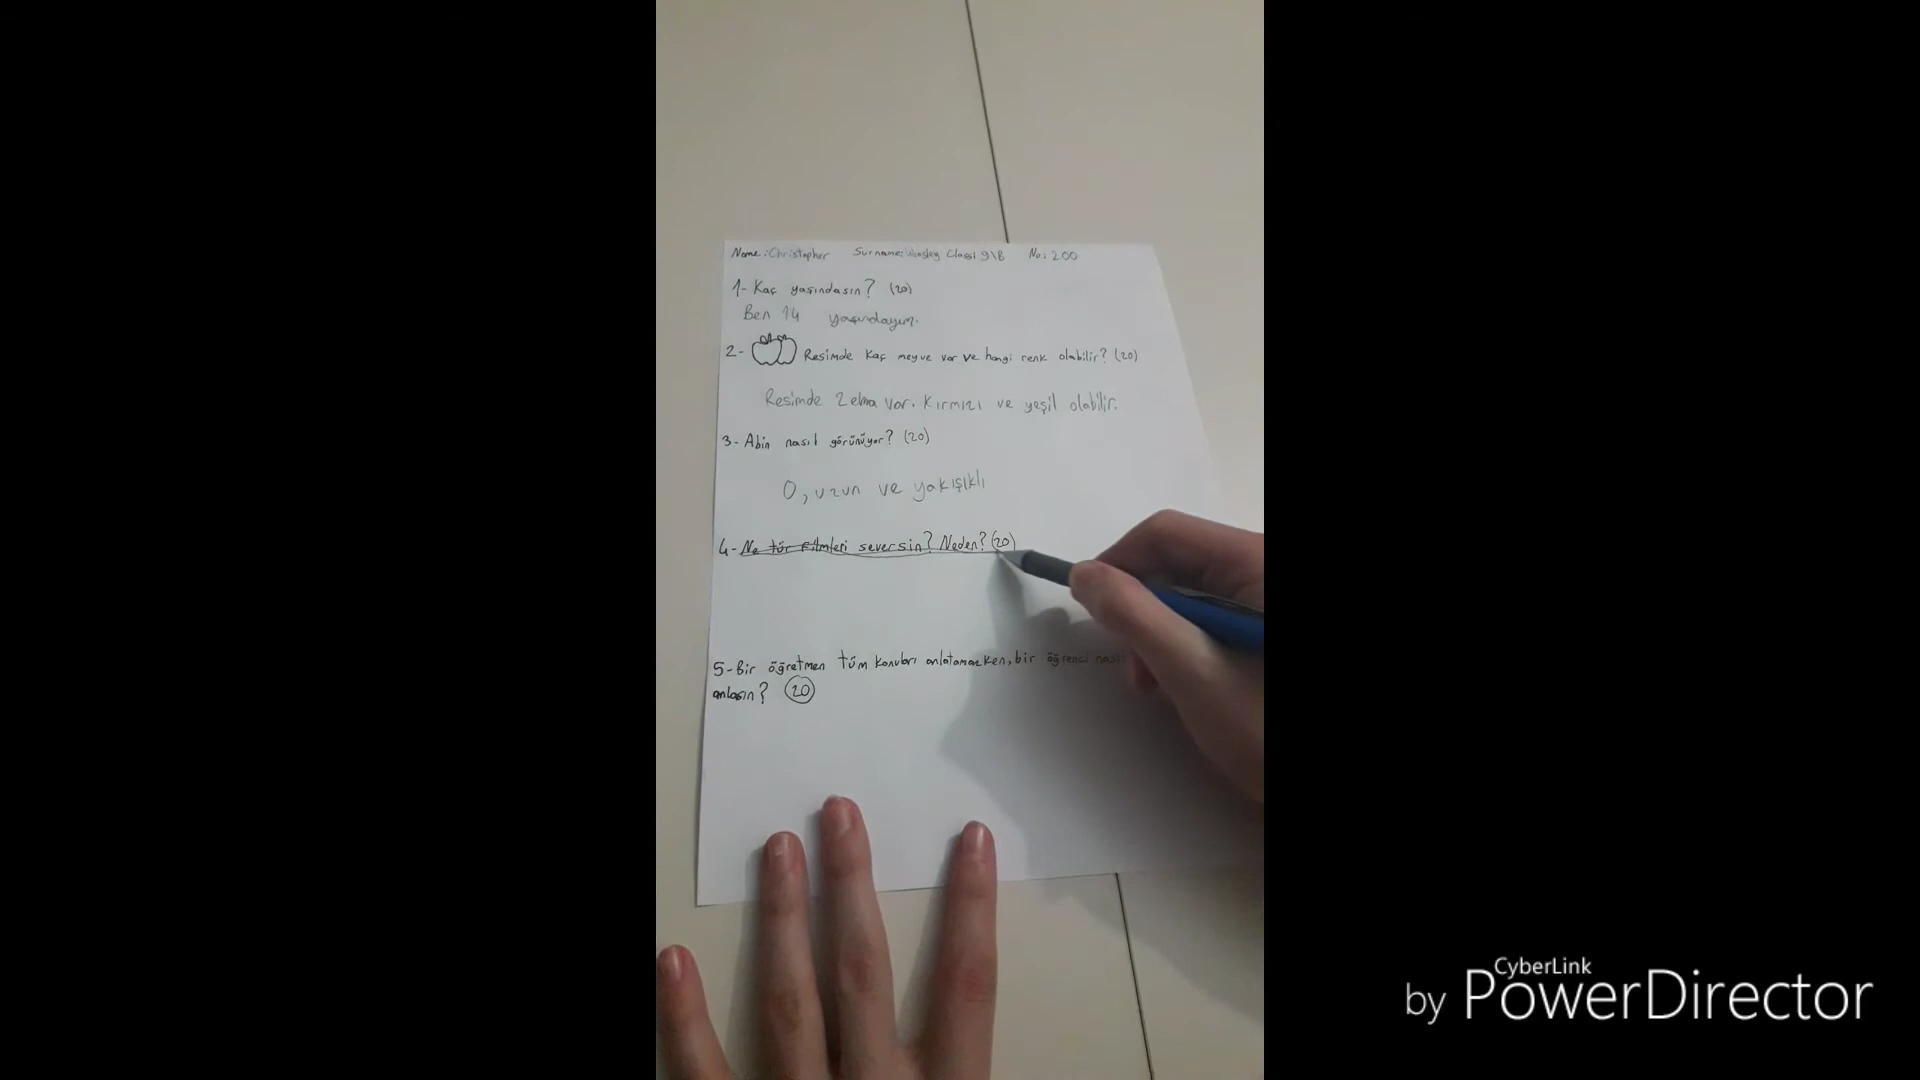 Name: Christopher Surname: Class: 9\B No: 200
1- Kaç yaşındasın? (20)
Ben 14 yaşındayım.
2- Resimde kaç meyve var ve hangi renk olabilir? (20)
Resimde 2 elma var. Kırmızı ve yeşil olabilir.
3- Abin nasıl görünüyor? (20)
O, uzun ve yakışıklı
4- Ne tür filmleri seversin? Neden? (20)
5- Bir öğretmen tüm konuları anlatamazken, bir öğrenci
anlasın? (20)
CyberLink
by PowerDirector